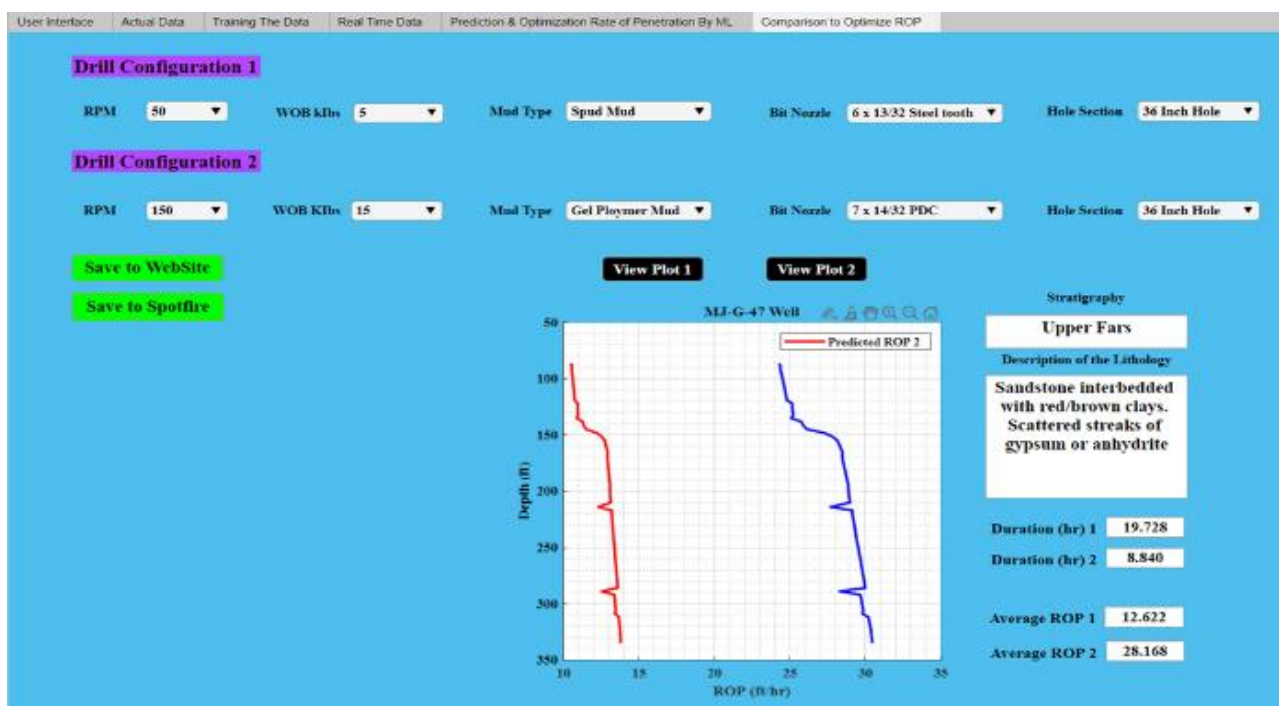 User Interface Actual Data Training The Data Real Time Data Prediction & Optimization Rate of Penetration By ML Comparison to Optimize ROP
Drill Configuration 1
RPM 50 WOB kIbs 5 Mud Type Spud Mud Bit Nozzle 6 x 13/32 Steel tooth Hole Section 36 Inch Hole
Drill Configuration 2
RPM 150 WOB KIbs 15 Mud Type Gel Ploymer Mud Bit Nozzle 7 x 14/32 PDC Hole Section 36 Inch Hole
Save to WebSite View Plot 1 View Plot 2
Save to Spotfire
MJ-G-47 Well
Predicted ROP 2
50
100
150
200
250
300
350
Depth (ft)
10 15 20 25 30 35
ROP (ft/hr)
Stratigraphy
Upper Fars
Description of the Lithology
Sandstone interbedded
with red/brown clays.
Scattered streaks of
gypsum or anhydrite
Duration (hr) 1 19.728
Duration (hr) 2 8.840
Average ROP 1 12.622
Average ROP 2 28.168